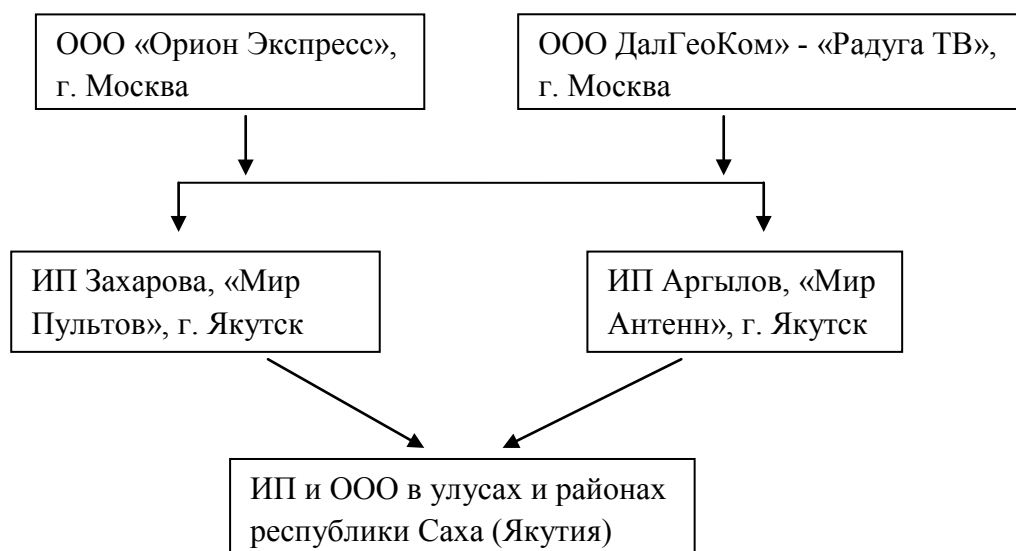 ООО «Орион Экспресс»,
г. Москва
ООО ДалГеоКом» - «Радуга ТВ»,
г. Москва
ИП Захарова, «Мир
Пультов», г. Якутск
ИП Аргылов, «Мир
Антенн», г. Якутск
ИП и ООО в улусах и районах
республики Саха (Якутия)